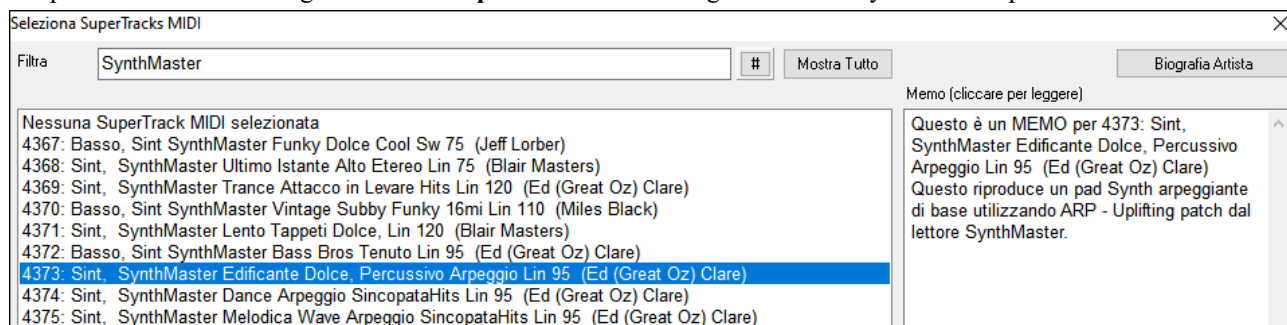 Seleziona SuperTracks MIDI
Filtra SynthMaster # Mostra Tutto Biografia Artista
Memo (cliccare per leggere)
Nessuna SuperTrack MIDI selezionata
4367: Basso, Sint SynthMaster Funky Dolce Cool Sw 75 (Jeff Lorber)
4368: Sint, SynthMaster Ultimo Istante Alto Etereo Lin 75 (Blair Masters)
4369: Sint, SynthMaster Trance Attacco in Levare Hits Lin 120 (Ed (Great Oz) Clare)
4370: Basso, Sint SynthMaster Vintage Subby Funky 16mi Lin 110 (Miles Black)
4371: Sint, SynthMaster Lento Tappeti Dolce, Lin 120 (Blair Masters)
4372: Basso, Sint SynthMaster Bass Bros Tenuto Lin 95 (Ed (Great Oz) Clare)
4373: Sint, SynthMaster Edificante Dolce, Percussivo Arpeggio Lin 95 (Ed (Great Oz) Clare)
4374: Sint, SynthMaster Dance Arpeggio SincopataHits Lin 95 (Ed (Great Oz) Clare)
4375: Sint, SynthMaster Melodica Wave Arpeggio SincopataHits Lin 95 (Ed (Great Oz) Clare)
Questo è un MEMO per 4373: Sint,
SynthMaster Edificante Dolce, Percussivo
Arpeggio Lin 95 (Ed (Great Oz) Clare)
Questo riproduce un pad Synth arpeggiante
di base utilizzando ARP - Uplifting patch dal
lettore SynthMaster.